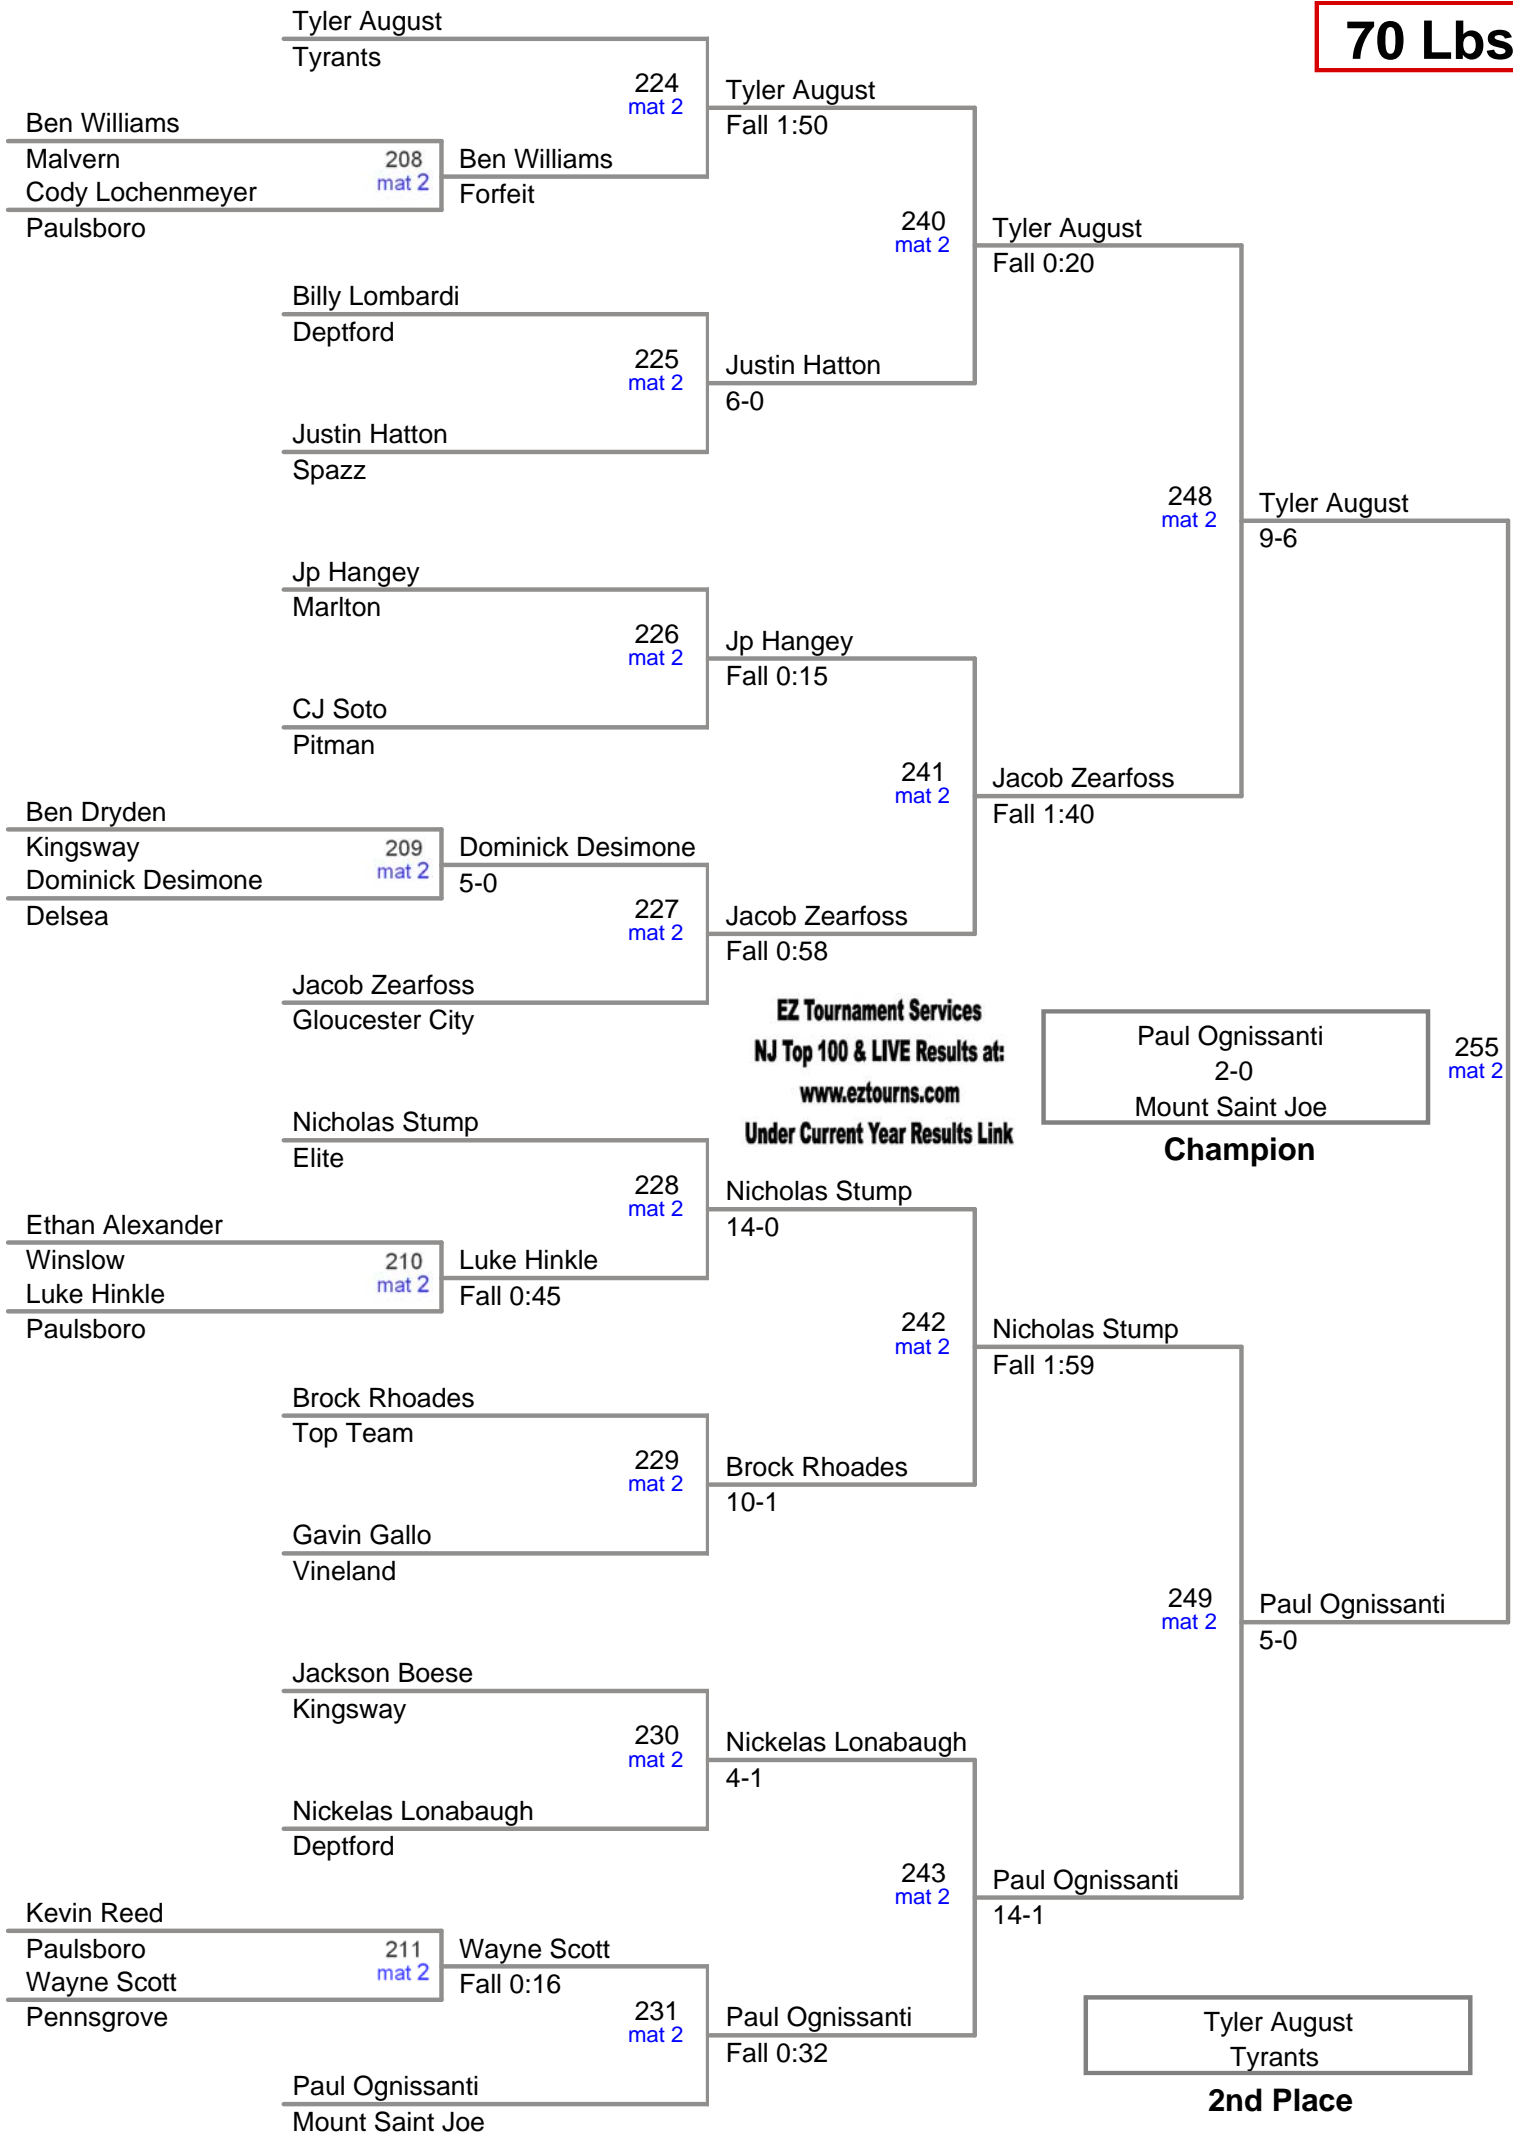 70 Lbs
Tyler August
Tyrants
224
mat 2
Tyler August
Fall 1:50
Ben Williams
Malvern
208
mat 2
Cody Lochenmeyer
Paulsboro
Ben Williams
Forfeit
240
mat 2
Tyler August
Fall 0:20
Billy Lombardi
Deptford
225
mat 2
Justin Hatton
6-0
Justin Hatton
Spazz
248
mat 2
Tyler August
9-6
Jp Hangey
Marlton
226
mat 2
Jp Hangey
Fall 0:15
CJ Soto
Pitman
241
mat 2
Jacob Zearfoss
Fall 1:40
Ben Dryden
Kingsway
209
mat 2
Dominick Desimone
Delsea
Dominick Desimone
5-0
227
mat 2
Jacob Zearfoss
Fall 0:58
Jacob Zearfoss
Gloucester City
EZ Tournament Services
NJ Top 100 & LIVE Results at:
www.eztourns.com
Under Current Year Results Link
Paul Ognissanti
2-0
Mount Saint Joe
Champion
255
mat 2
Nicholas Stump
Elite
228
mat 2
Nicholas Stump
14-0
Ethan Alexander
Winslow
210
mat 2
Luke Hinkle
Paulsboro
Luke Hinkle
Fall 0:45
242
mat 2
Nicholas Stump
Fall 1:59
Brock Rhoades
Top Team
229
mat 2
Brock Rhoades
10-1
Gavin Gallo
Vineland
249
mat 2
Paul Ognissanti
5-0
Jackson Boese
Kingsway
230
mat 2
Nickelas Lonabaugh
4-1
Nickelas Lonabaugh
Deptford
243
mat 2
Paul Ognissanti
14-1
Kevin Reed
Paulsboro
211
mat 2
Wayne Scott
Pennsgrove
Wayne Scott
Fall 0:16
231
mat 2
Paul Ognissanti
Fall 0:32
Paul Ognissanti
Mount Saint Joe
Tyler August
Tyrants
2nd Place